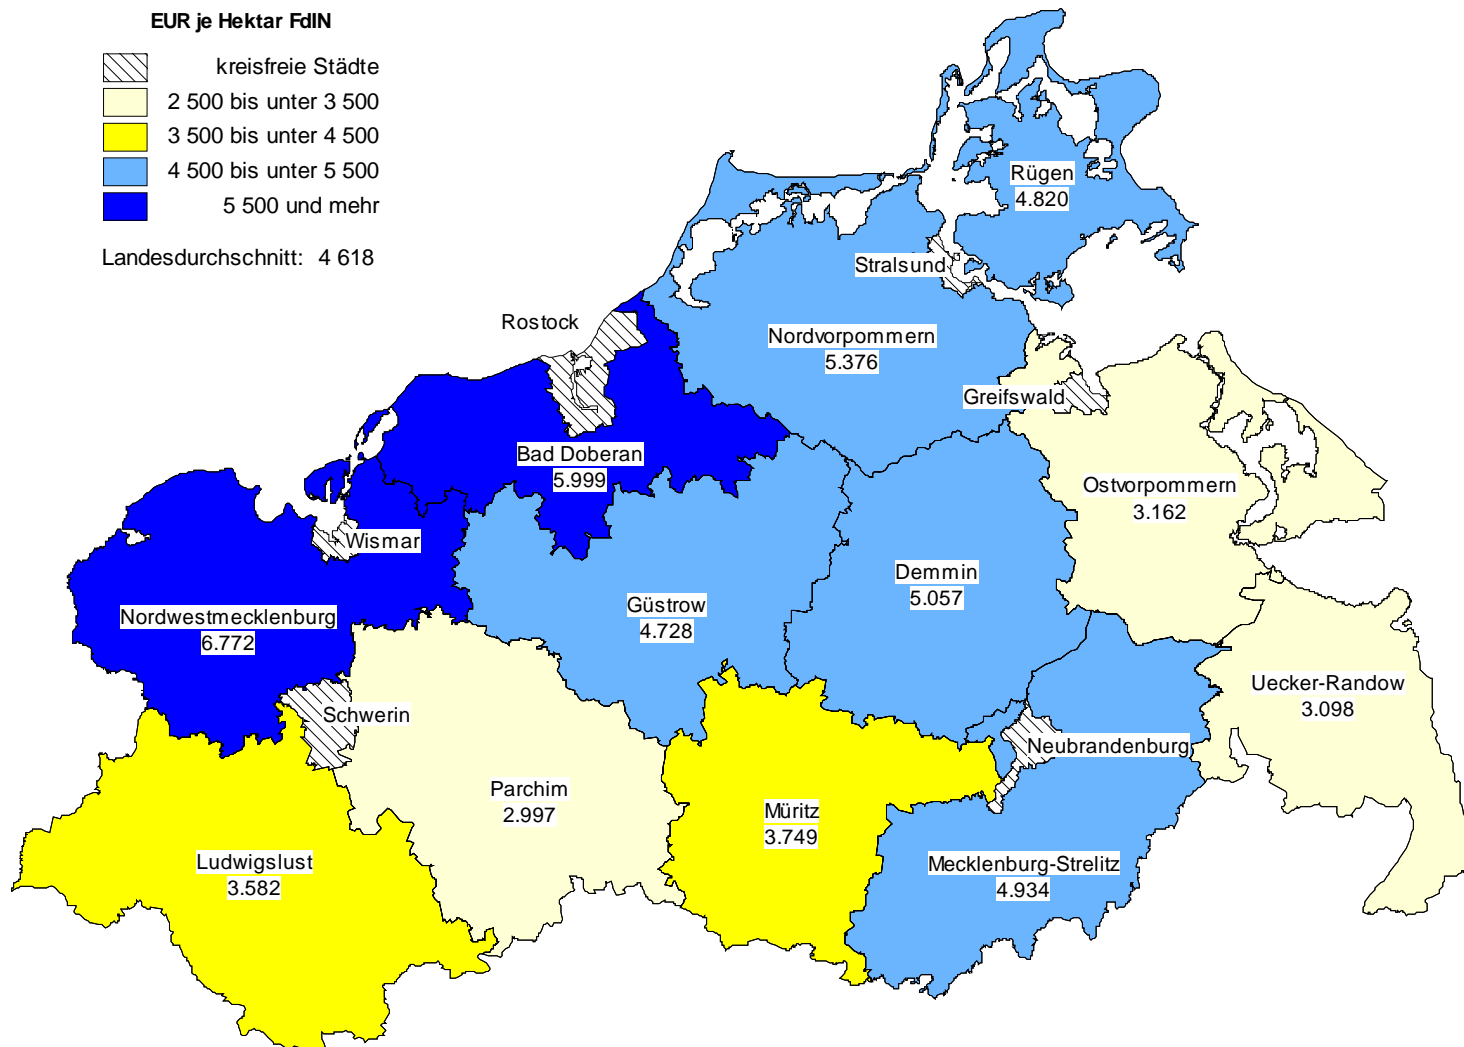 EUR je Hektar FdlN
kreisfreie Städte
2 500 bis unter 3 500
3 500 bis unter 4 500
4 500 bis unter 5 500
5 500 und mehr
Landesdurchschnitt: 4 618
Rügen
4.820
Stralsund
Rostock
Nordvorpommern
5.376
Greifswald
Bad Doberan
5.999
Ostvorpommern
3.162
Wismar
Demmin
5.057
Güstrow
4.728
Nordwestmecklenburg
6.772
Uecker-Randow
3.098
Schwerin
Neubrandenburg
Parchim
2.997
Müritz
3.749
Ludwigslust
3.582
Mecklenburg-Strelitz
4.934